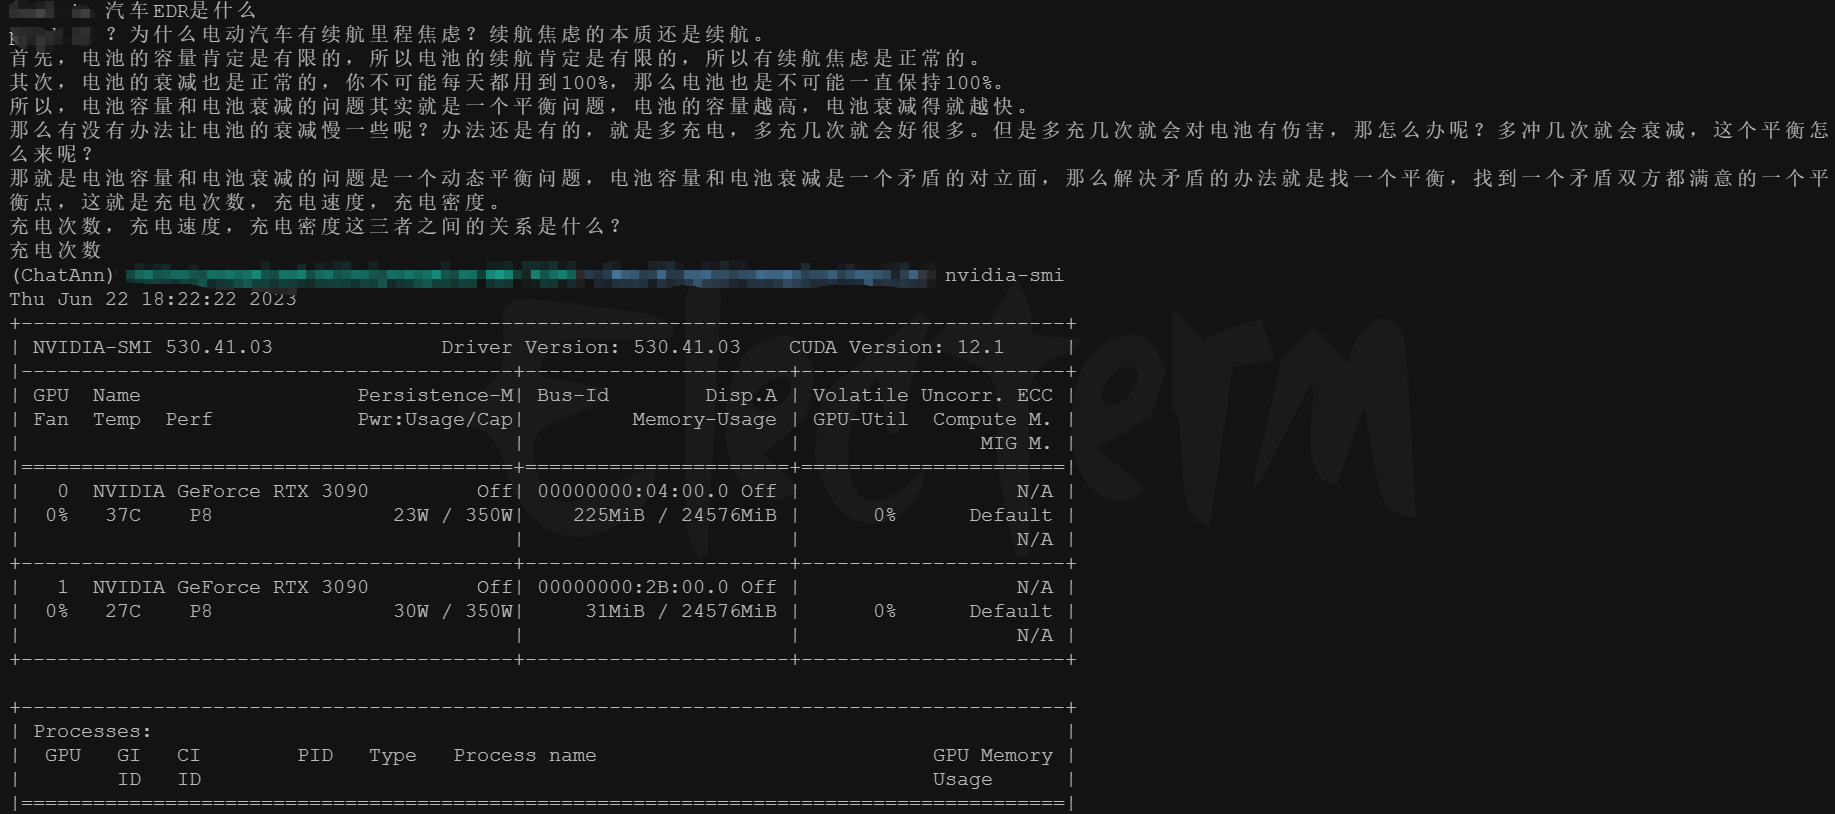 汽车EDR是什么
？为什么电动汽车有续航里程焦虑？续航焦虑的本质还是续航。
首先，电池的容量肯定是有限的，所以电池的续航肯定是有限的，所以有续航焦虑是正常的。
其次，电池的衰减也是正常的，你不可能每天都用到100%，那么电池也是不可能一直保持100%。
所以，电池容量和电池衰减的问题其实就是一个平衡问题，电池的容量越高，电池衰减得就越快。
那么有没有办法让电池的衰减慢一些呢？办法还是有的，就是多充电，多充几次就会好很多。但是多充几次就会对电池有伤害，那怎么办呢？多冲几次就会衰减，这个平衡怎
么来呢？
那就是电池容量和电池衰减的问题是一个动态平衡问题，电池容量和电池衰减是一个矛盾的对立面，那么解决矛盾的办法就是找一个平衡，找到一个矛盾双方都满意的一个平
衡点，这就是充电次数，充电速度，充电密度。
充电次数，充电速度，充电密度这三者之间的关系是什么？
充电次数
(ChatAnn) nvidia-smi
Thu Jun 22 18:22:22 2023
+-----------------------------------------------------------------------------------------+
| NVIDIA-SMI 530.41.03 Driver Version: 530.41.03 CUDA Version: 12.1 |
|-----------------------------------------+----------------------+----------------------+
| GPU Name Persistence-M| Bus-Id Disp.A | Volatile Uncorr. ECC |
| Fan Temp Perf Pwr:Usage/Cap| Memory-Usage | GPU-Util Compute M. |
| | | MIG M. |
|=========================================+======================+======================|
| 0 NVIDIA GeForce RTX 3090 Off| 00000000:04:00.0 Off | N/A |
| 0% 37C P8 23W / 350W| 225MiB / 24576MiB | 0% Default |
| | | N/A |
+-----------------------------------------+----------------------+----------------------+
| 1 NVIDIA GeForce RTX 3090 Off| 00000000:2B:00.0 Off | N/A |
| 0% 27C P8 30W / 350W| 31MiB / 24576MiB | 0% Default |
| | | N/A |
+-----------------------------------------+----------------------+----------------------+
+-----------------------------------------------------------------------------------------+
| Processes: |
| GPU GI CI PID Type Process name GPU Memory |
| ID ID Usage |
|=========================================================================================|
Electerm